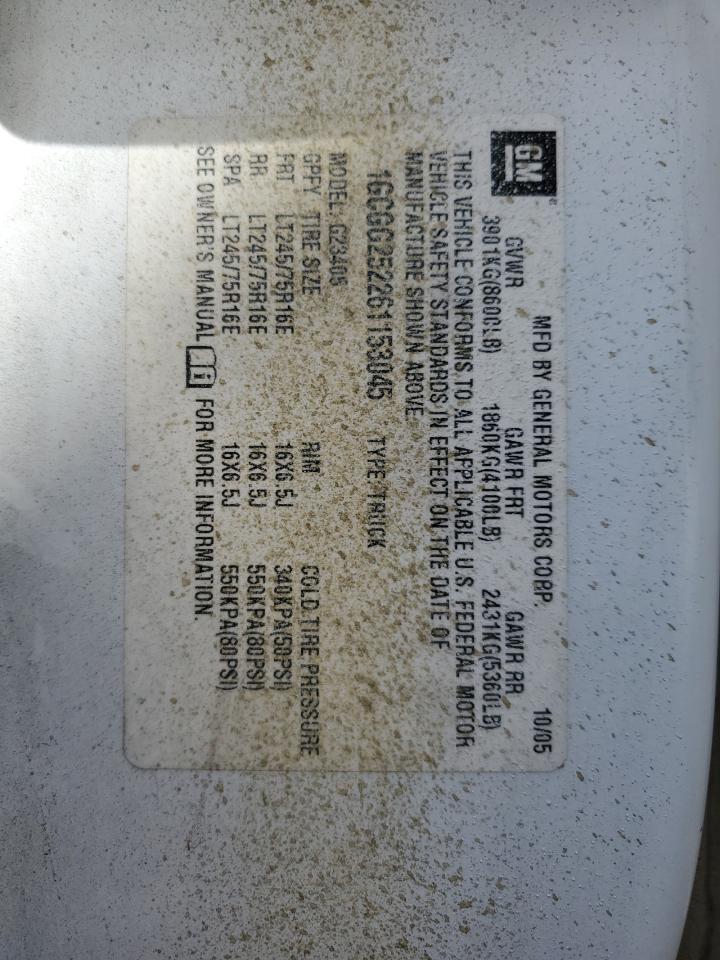 GM ®
MFD BY GENERAL MOTORS CORP. 10/05
GVWR GAWR FRT GAWR RR
3901KG(8600LB) 1860KG(4100LB) 2431KG(5360LB)
THIS VEHICLE CONFORMS TO ALL APPLICABLE U.S. FEDERAL MOTOR
VEHICLE SAFETY STANDARDS IN EFFECT ON THE DATE OF
MANUFACTURE SHOWN ABOVE.
1GCGG252261153045 TYPE:TRUCK
MODEL: G23405
GPFY TIRE SIZE RIM COLD TIRE PRESSURE
FRT LT245/75R16E 16X6.5J 340KPA(50PSI)
RR LT245/75R16E 16X6.5J 550KPA(80PSI)
SPA LT245/75R16E 16X6.5J 550KPA(80PSI)
SEE OWNER'S MANUAL FOR MORE INFORMATION.